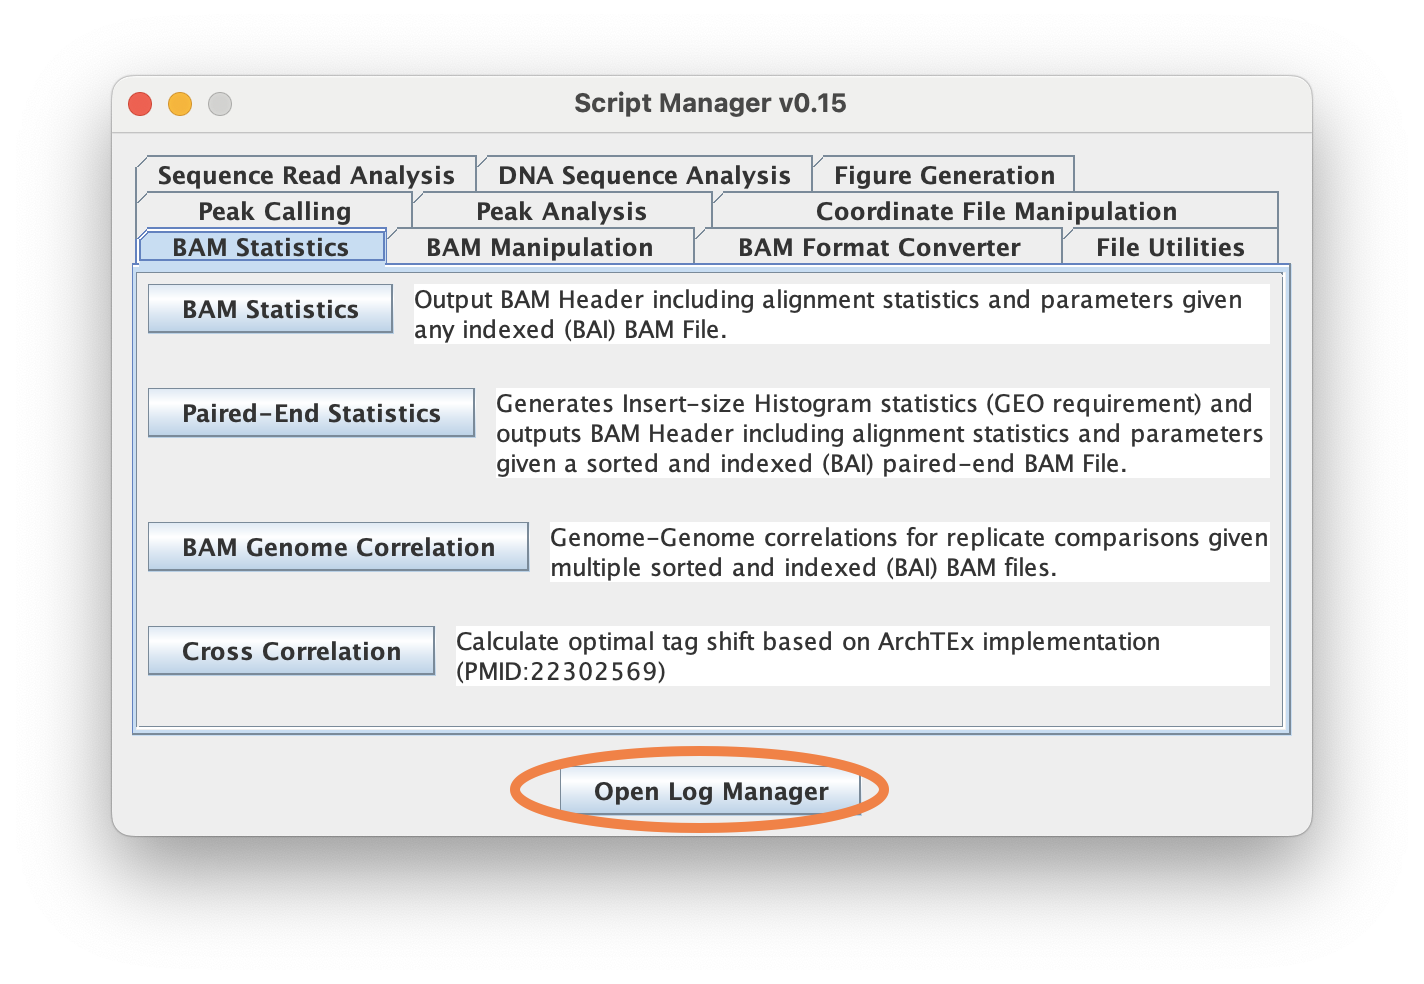 Script Manager v0.15
Sequence Read Analysis
DNA Sequence Analysis
Figure Generation
Peak Calling
Peak Analysis
Coordinate File Manipulation
BAM Statistics
BAM Manipulation
BAM Format Converter
File Utilities
BAM Statistics
Output BAM Header including alignment statistics and parameters given
any indexed (BAI) BAM File.
Paired-End Statistics
Generates Insert-size Histogram statistics (GEO requirement) and
outputs BAM Header including alignment statistics and parameters
given a sorted and indexed (BAI) paired-end BAM File.
BAM Genome Correlation
Genome-Genome correlations for replicate comparisons given
multiple sorted and indexed (BAI) BAM files.
Cross Correlation
Calculate optimal tag shift based on ArchTEx implementation
(PMID:22302569)
Open Log Manager